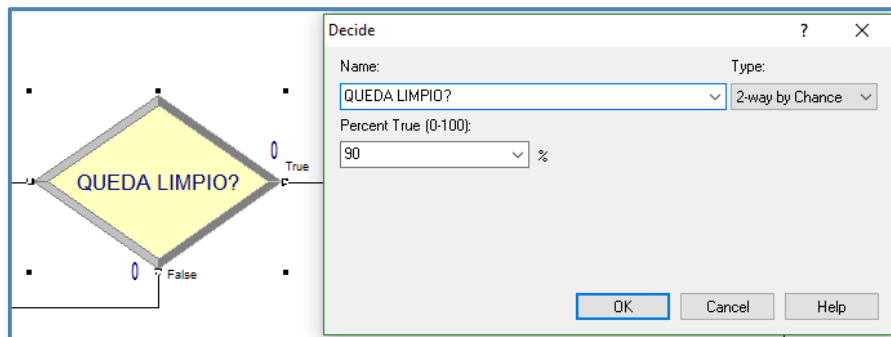 Decide ? X
Name: Type:
QUEDA LIMPIO? 2-way by Chance
Percent True (0-100):
90 %
OK Cancel Help
0
True
QUEDA LIMPIO?
0
False